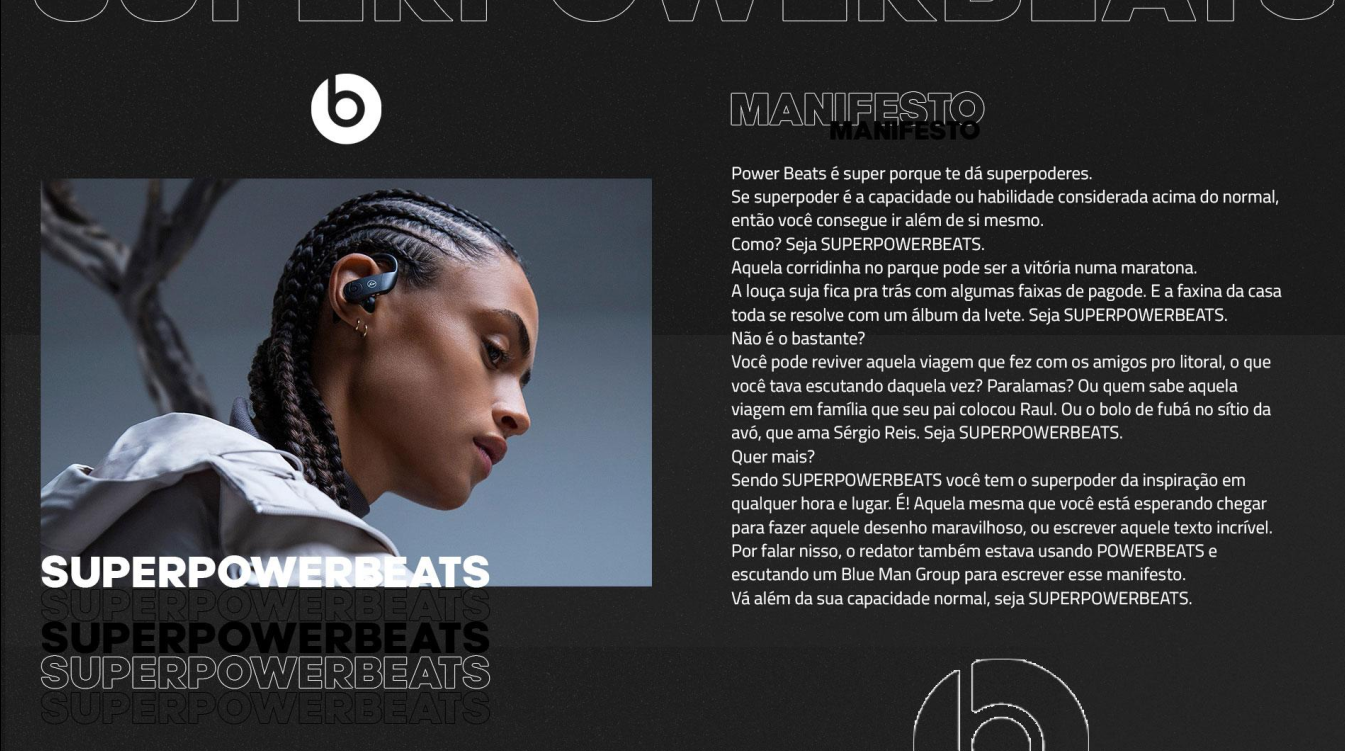 SUPERPOWERBEATS
b
MANIFESTO
MANIFESTO
Power Beats é super porque te dá superpoderes.
Se superpoder é a capacidade ou habilidade considerada acima do normal,
então você consegue ir além de si mesmo.
Como? Seja SUPERPOWERBEATS.
Aquela corridinha no parque pode ser a vitória numa maratona.
A louça suja fica pra trás com algumas faixas de pagode. E a faxina da casa
toda se resolve com um álbum da Ivete. Seja SUPERPOWERBEATS.
Não é o bastante?
Você pode reviver aquela viagem que fez com os amigos pro litoral, o que
você tava escutando daquela vez? Paralamas? Ou quem sabe aquela
viagem em família que seu pai colocou Raul. Ou o bolo de fubá no sítio da
avó, que ama Sérgio Reis. Seja SUPERPOWERBEATS.
Quer mais?
Sendo SUPERPOWERBEATS você tem o superpoder da inspiração em
qualquer hora e lugar. É! Aquela mesma que você está esperando chegar
para fazer aquele desenho maravilhoso, ou escrever aquele texto incrível.
Por falar nisso, o redator também estava usando POWERBEATS e
escutando um Blue Man Group para escrever esse manifesto.
Vá além da sua capacidade normal, seja SUPERPOWERBEATS.
SUPERPOWERBEATS
SUPERPOWERBEATS
SUPERPOWERBEATS
SUPERPOWERBEATS
SUPERPOWERBEATS
b